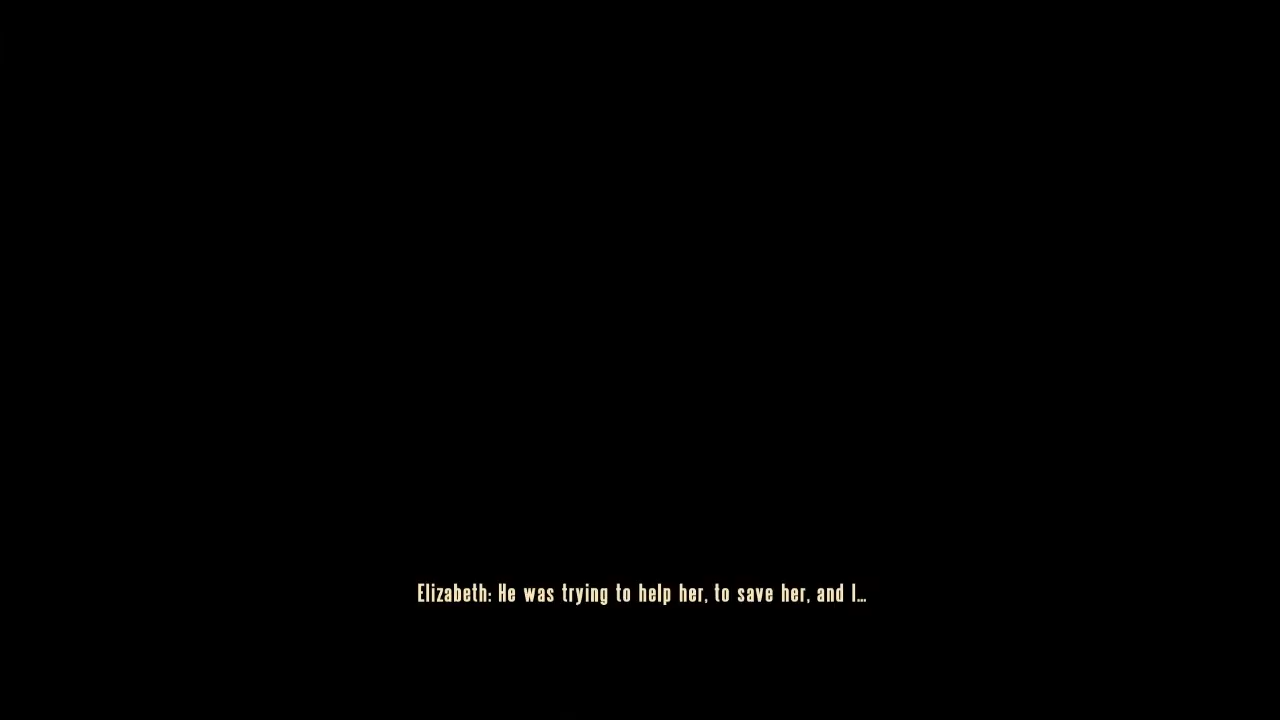 Elizabeth: He was trying to help her, to save her, and I...